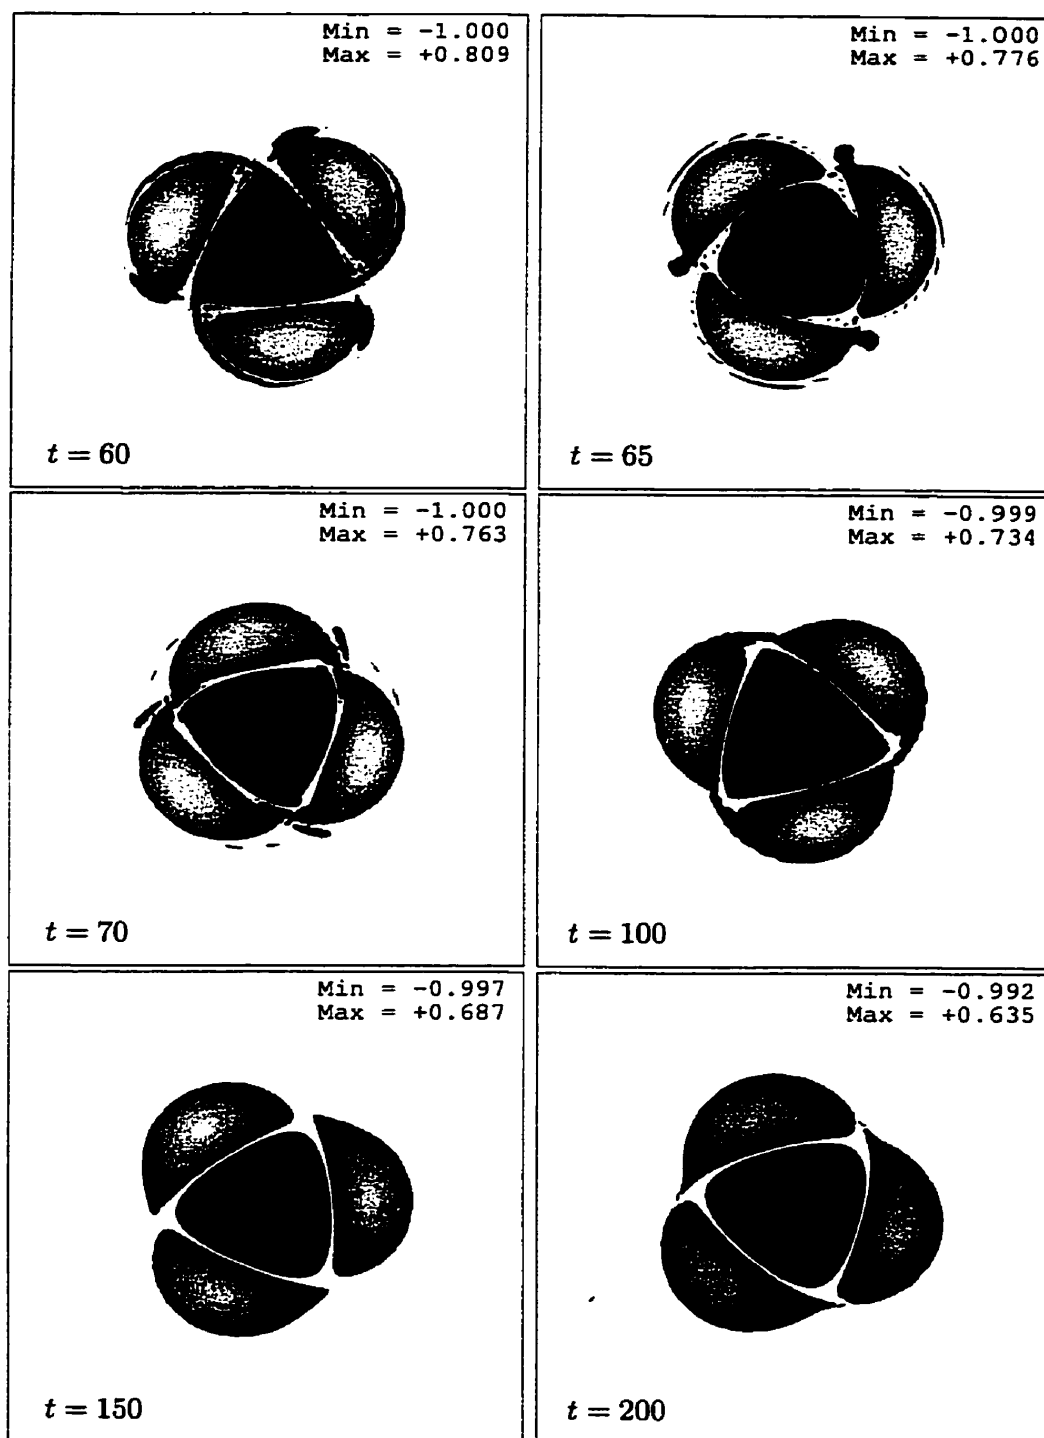 Min = -1.000
Max = +0.809
t = 60
Min = -1.000
Max = +0.776
t = 65
Min = -1.000
Max = +0.763
t = 70
Min = -0.999
Max = +0.734
t = 100
Min = -0.997
Max = +0.687
t = 150
Min = -0.992
Max = +0.635
t = 200